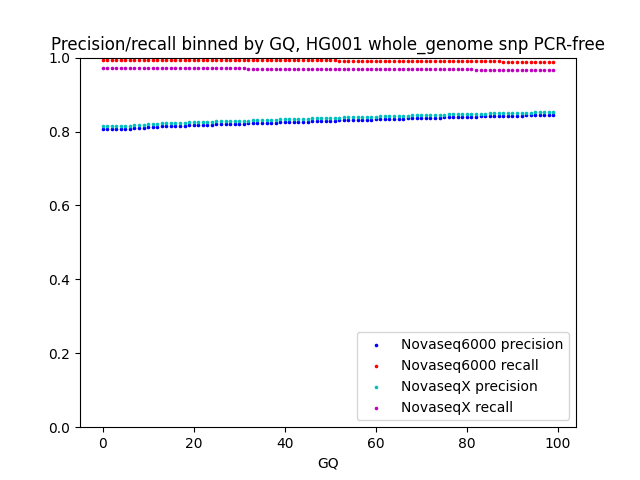 Precision/recall binned by GQ, HG001 whole_genome snp PCR-free
1.0
0.8
0.6
0.4
0.2
0.0
Novaseq6000 precision
Novaseq6000 recall
NovaseqX precision
NovaseqX recall
0 20 40 60 80 100
GQ